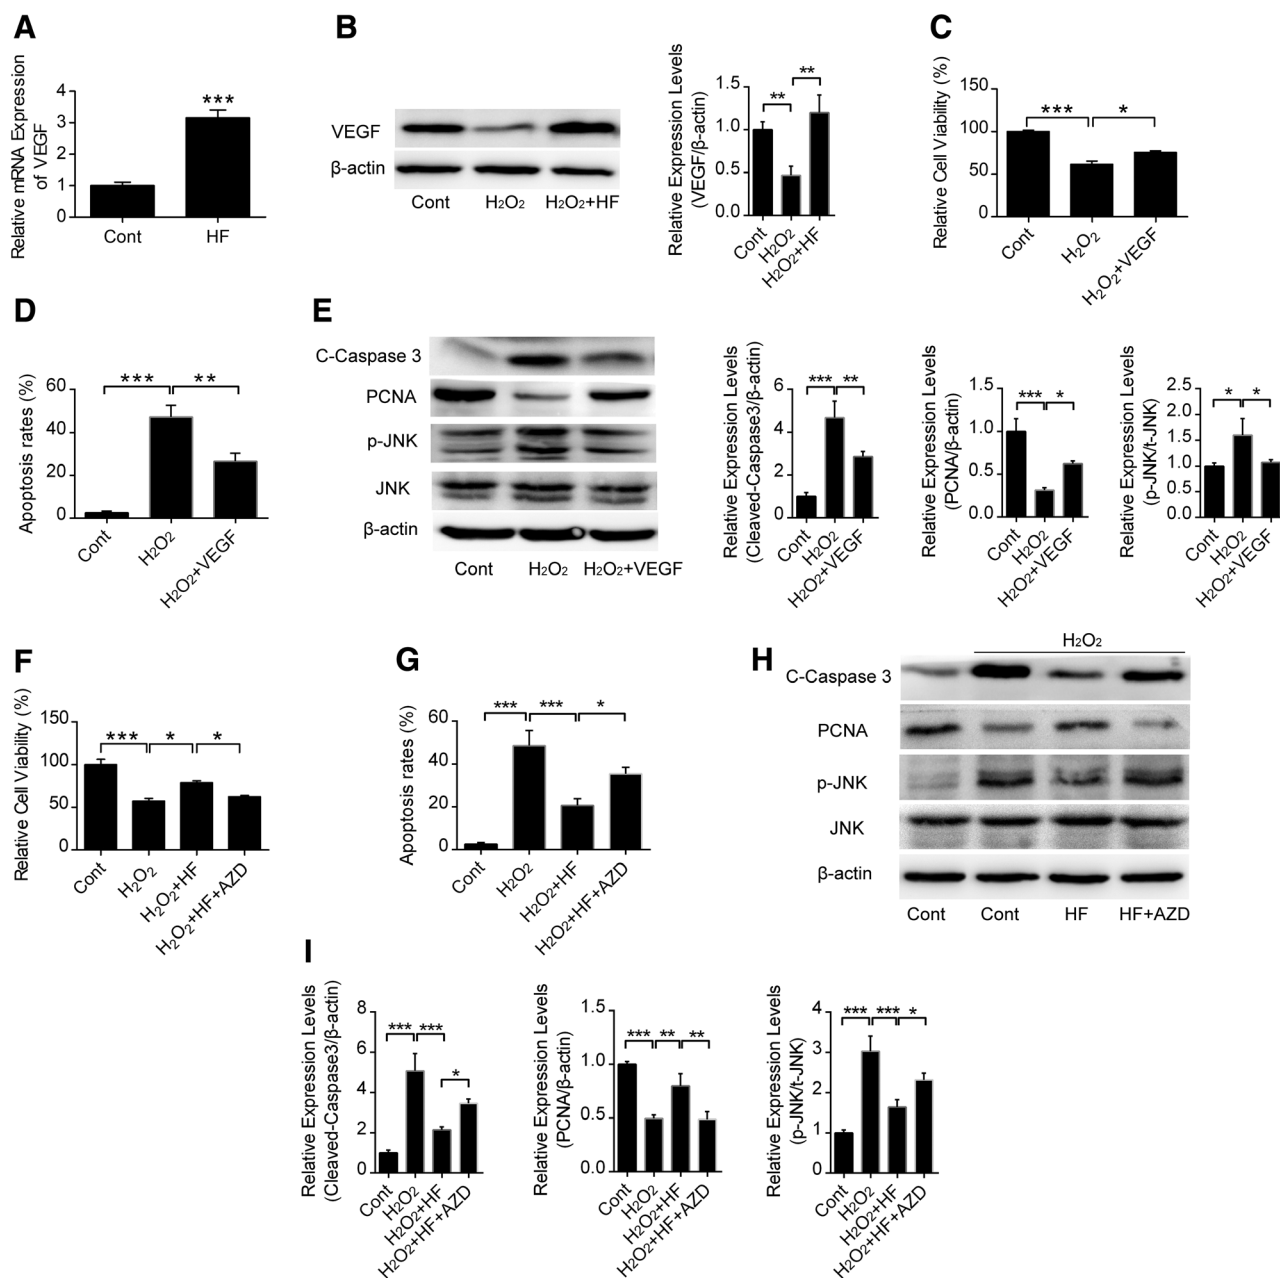 A
Relative mRNA Expression
of VEGF
4
3
2
1
0
***
Cont
HF
B
VEGF
β-actin
Cont
H2O2
H2O2+HF
Relative Expression Levels
(VEGF/β-actin)
1.5
1.0
0.5
0.0
**
**
Cont
H2O2
H2O2+HF
C
Relative Cell Viability (%)
150
100
50
0
***
*
Cont
H2O2
H2O2+VEGF
D
Apoptosis rates (%)
60
40
20
0
***
**
Cont
H2O2
H2O2+VEGF
E
C-Caspase 3
PCNA
p-JNK
JNK
β-actin
Cont
H2O2
H2O2+VEGF
Relative Expression Levels
(Cleaved-Caspase3/β-actin)
6
4
2
0
***
**
Cont
H2O2
H2O2+VEGF
Relative Expression Levels
(PCNA/β-actin)
1.5
1.0
0.5
0.0
***
*
Cont
H2O2
H2O2+VEGF
Relative Expression Levels
(p-JNK/t-JNK)
2.5
2.0
1.5
1.0
0.5
0.0
*
*
Cont
H2O2
H2O2+VEGF
F
Relative Cell Viability (%)
150
100
50
0
***
*
*
Cont
H2O2
H2O2+HF
H2O2+HF+AZD
G
Apoptosis rates (%)
60
40
20
0
***
***
*
Cont
H2O2
H2O2+HF
H2O2+HF+AZD
H
H2O2
C-Caspase 3
PCNA
p-JNK
JNK
β-actin
Cont
Cont
HF
HF+AZD
I
Relative Expression Levels
(Cleaved-Caspase3/β-actin)
8
6
4
2
0
***
***
*
Cont
H2O2
H2O2+HF
H2O2+HF+AZD
Relative Expression Levels
(PCNA/β-actin)
1.5
1.0
0.5
0.0
***
**
**
Cont
H2O2
H2O2+HF
H2O2+HF+AZD
Relative Expression Levels
(p-JNK/t-JNK)
4
3
2
1
0
***
***
*
Cont
H2O2
H2O2+HF
H2O2+HF+AZD